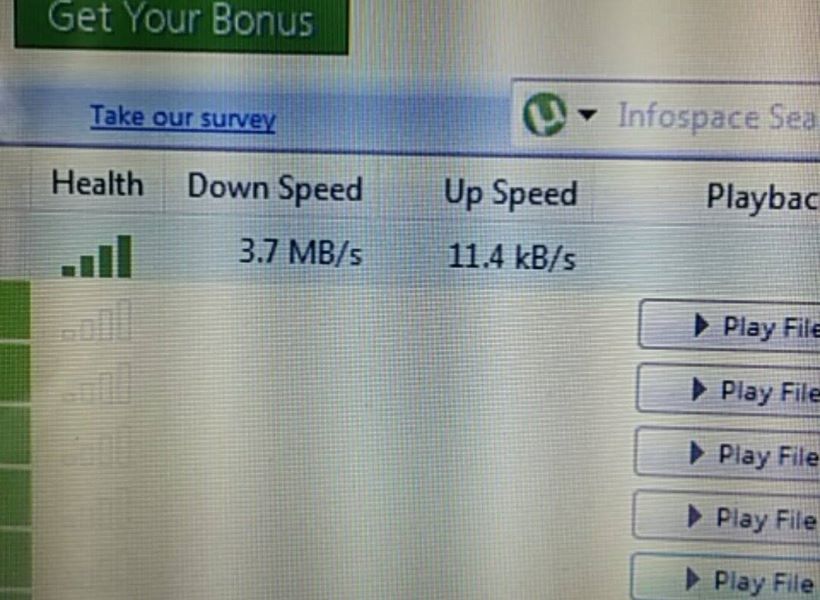 Get Your Bonus
Take our survey
Infospace Sea
Health Down Speed Up Speed Playbac
3.7 MB/s 11.4 kB/s
Play File
Play File
Play File
Play File
Play File